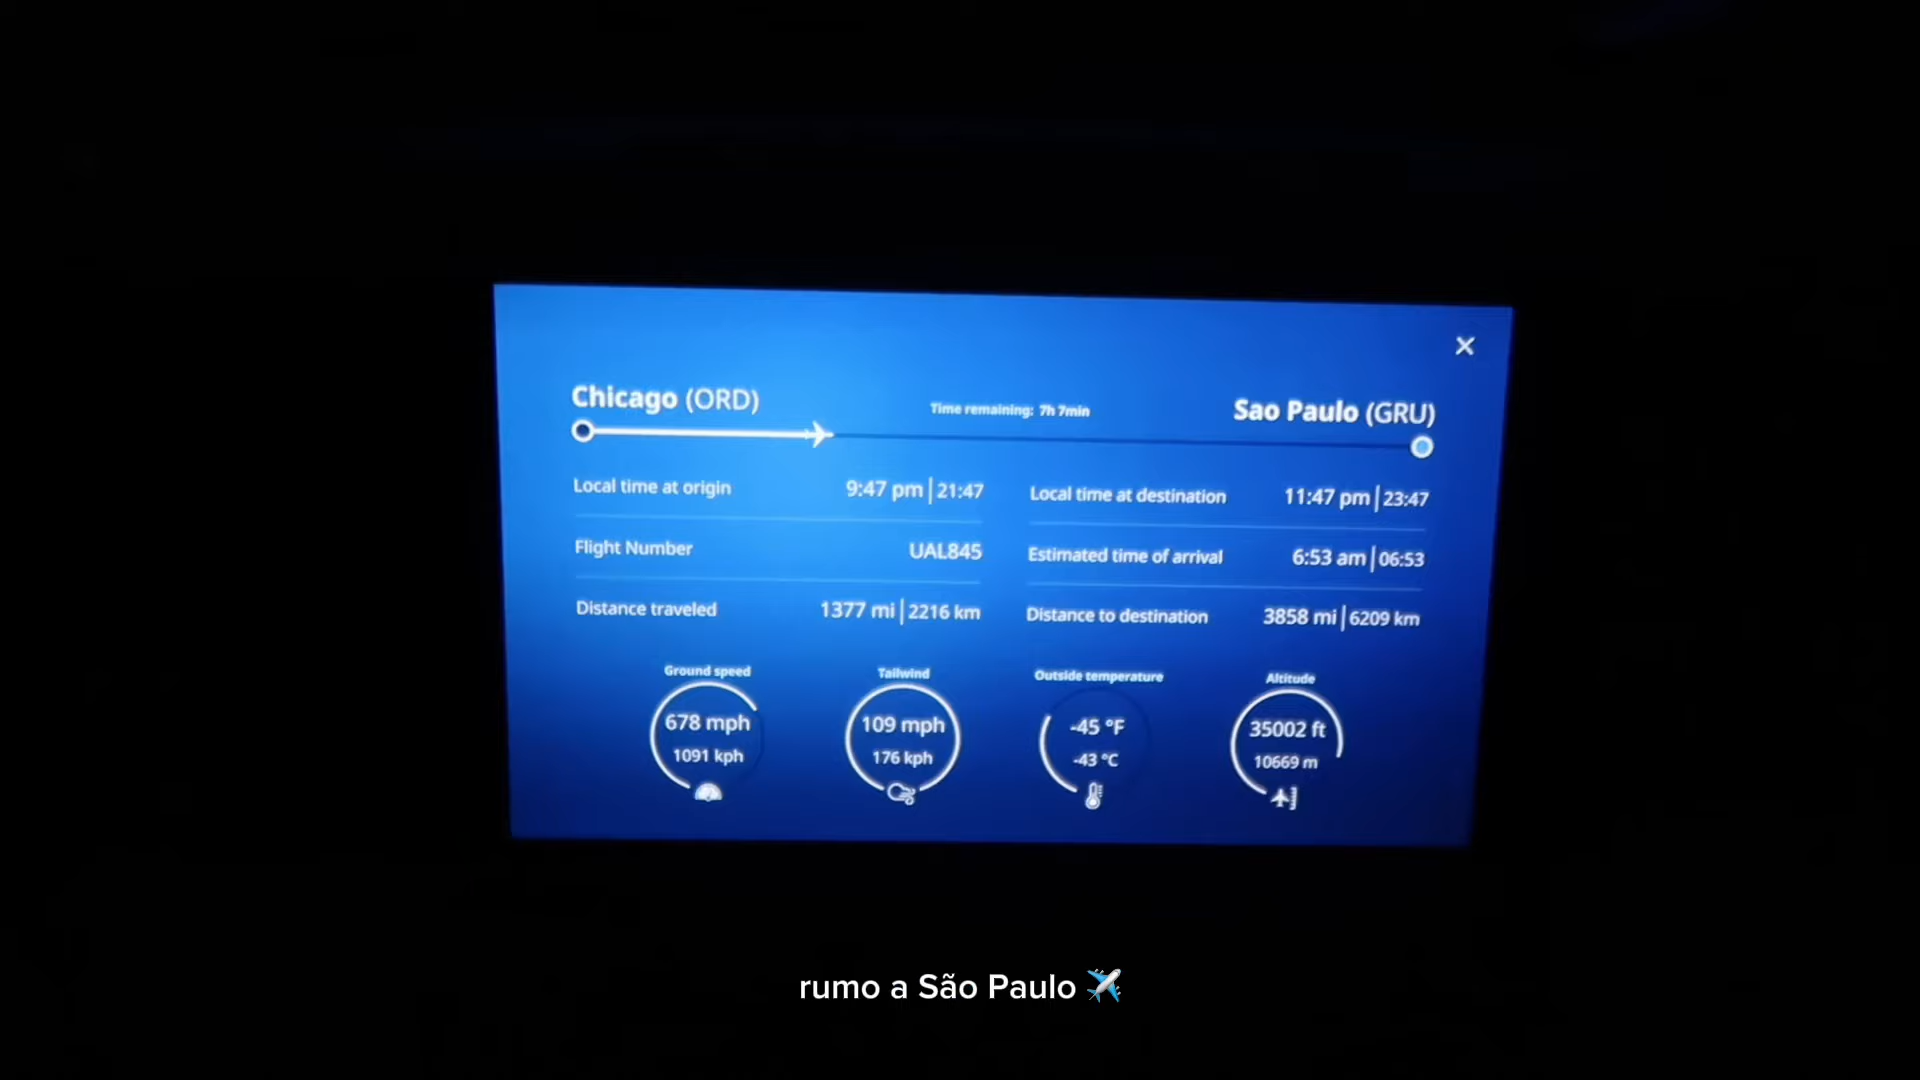 Chicago (ORD)
Time remaining: 7h 7min
Sao Paulo (GRU)
Local time at origin 9:47 pm|21:47
Local time at destination 11:47 pm|23:47
Flight Number UAL845
Estimated time of arrival 6:53 am|06:53
Distance traveled 1377 mi|2216 km
Distance to destination 3858 mi|6209 km
Ground speed
678 mph
1091 kph
Tailwind
109 mph
176 kph
Outside temperature
-45 °F
-43 °C
Altitude
35002 ft
10669 m
rumo a São Paulo ✈️